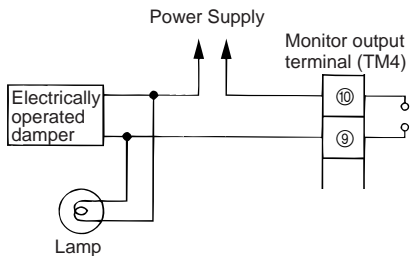 Power Supply
Monitor output
terminal (TM4)
Electrically
operated
damper
⑩
⑨
Lamp